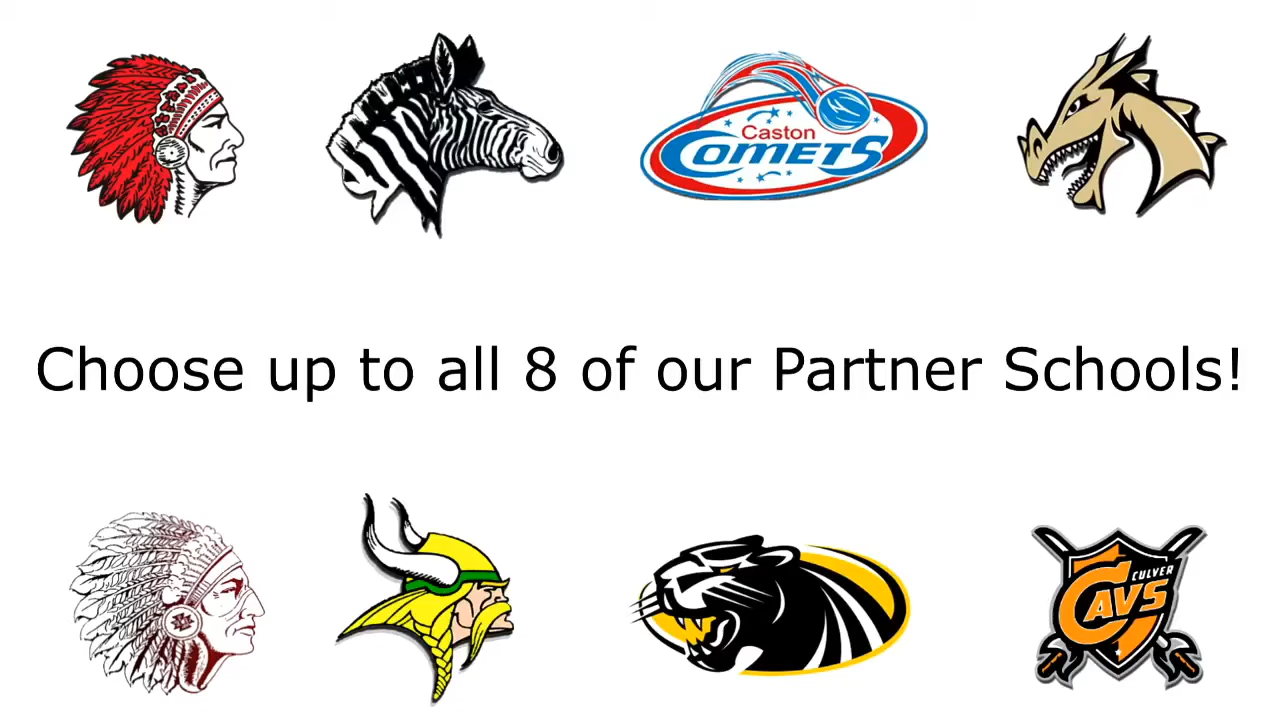 Caston
COMETS
Choose up to all 8 of our Partner Schools!
CULVER
CAVS